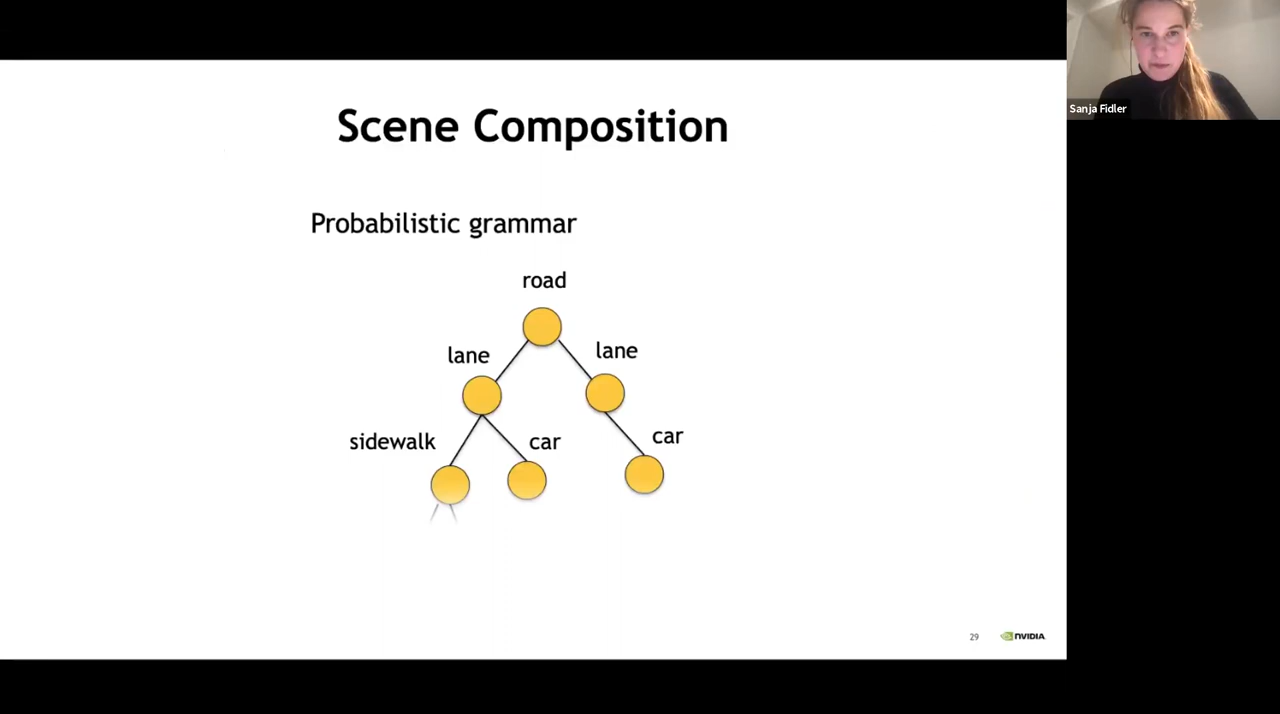 Sanja Fidler
Scene Composition
Probabilistic grammar
road
lane
lane
sidewalk
car
car
29
NVIDIA